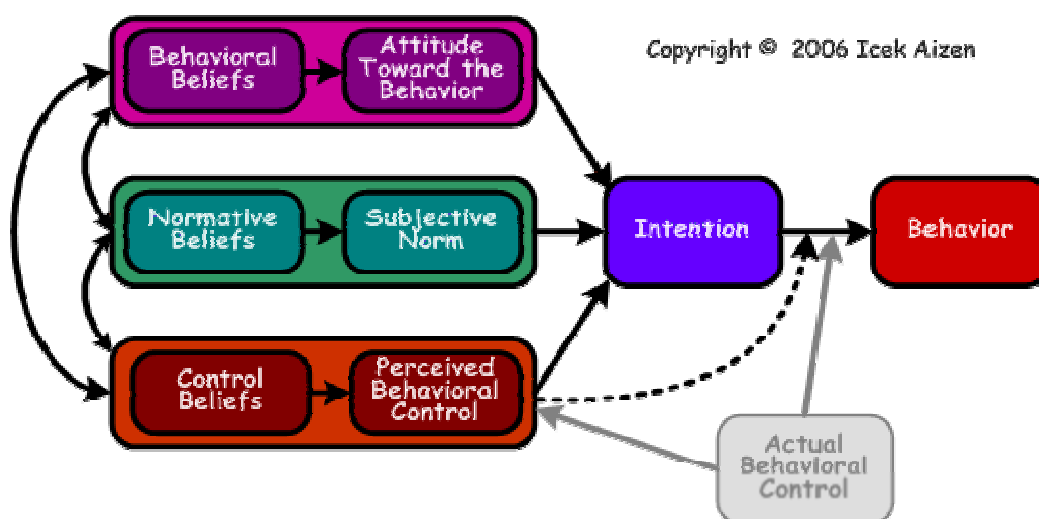 Behavioral
Beliefs
Attitude
Toward the
Behavior
Copyright © 2006 Icek Aizen
Normative
Beliefs
Subjective
Norm
Intention
Behavior
Control
Beliefs
Perceived
Behavioral
Control
Actual
Behavioral
Control